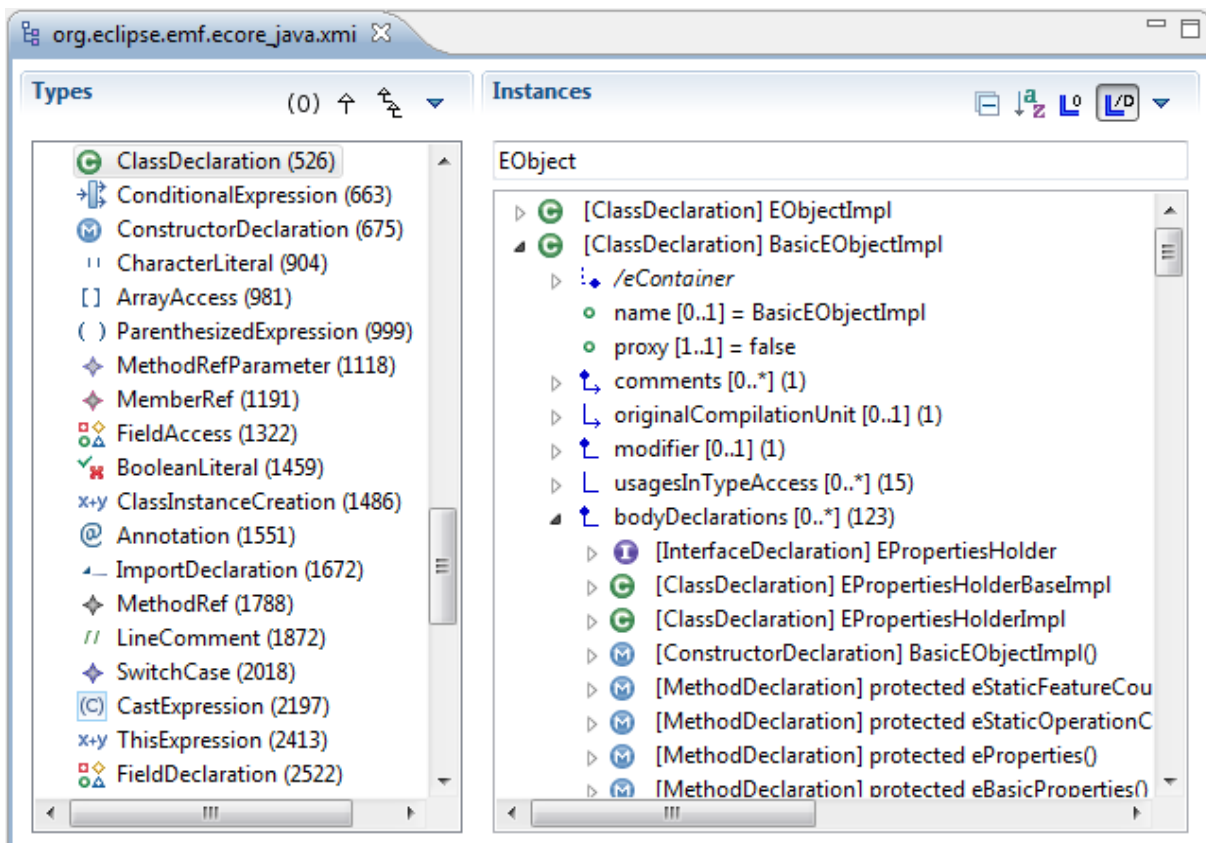 org.eclipse.emf.ecore_java.xmi
Types
(0)
ClassDeclaration (526)
ConditionalExpression (663)
ConstructorDeclaration (675)
CharacterLiteral (904)
ArrayAccess (981)
ParenthesizedExpression (999)
MethodRefParameter (1118)
MemberRef (1191)
FieldAccess (1322)
BooleanLiteral (1459)
ClassInstanceCreation (1486)
Annotation (1551)
ImportDeclaration (1672)
MethodRef (1788)
LineComment (1872)
SwitchCase (2018)
CastExpression (2197)
ThisExpression (2413)
FieldDeclaration (2522)
Instances
EObject
[ClassDeclaration] EObjectImpl
[ClassDeclaration] BasicEObjectImpl
/eContainer
name [0..1] = BasicEObjectImpl
proxy [1..1] = false
comments [0..*] (1)
originalCompilationUnit [0..1] (1)
modifier [0..1] (1)
usagesInTypeAccess [0..*] (15)
bodyDeclarations [0..*] (123)
[InterfaceDeclaration] EPropertiesHolder
[ClassDeclaration] EPropertiesHolderBaseImpl
[ClassDeclaration] EPropertiesHolderImpl
[ConstructorDeclaration] BasicEObjectImpl()
[MethodDeclaration] protected eStaticFeatureCou
[MethodDeclaration] protected eStaticOperationC
[MethodDeclaration] protected eProperties()
[MethodDeclaration] protected eBasicProperties()